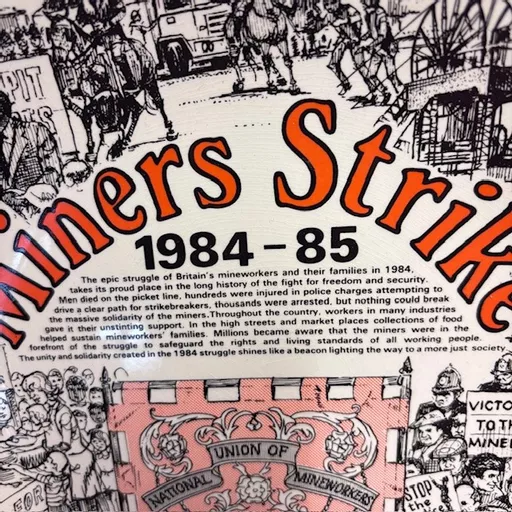 PIT
Miners Strike
1984-85
The epic struggle of Britain's mineworkers and their families in 1984,
takes its proud place in the long history of the fight for freedom and security.
Men died on the picket line, hundreds were injured in police charges attempting to
drive a clear path for strikebreakers, thousands were arrested, but nothing could break
the massive solidarity of the miners.Throughout the country, workers in many industries
gave it their unstinting support. In the high streets and market places collections of food
helped sustain mineworkers' families. Millions became aware that the miners were in the
forefront of the struggle to safeguard the rights and living standards of all working people.
The unity and solidarity created in the 1984 struggle shines like a beacon lighting the way to a more just society.
UNION OF
NATIONAL MINEWORKERS
VICTO
TO TH
MINE
STOP
the